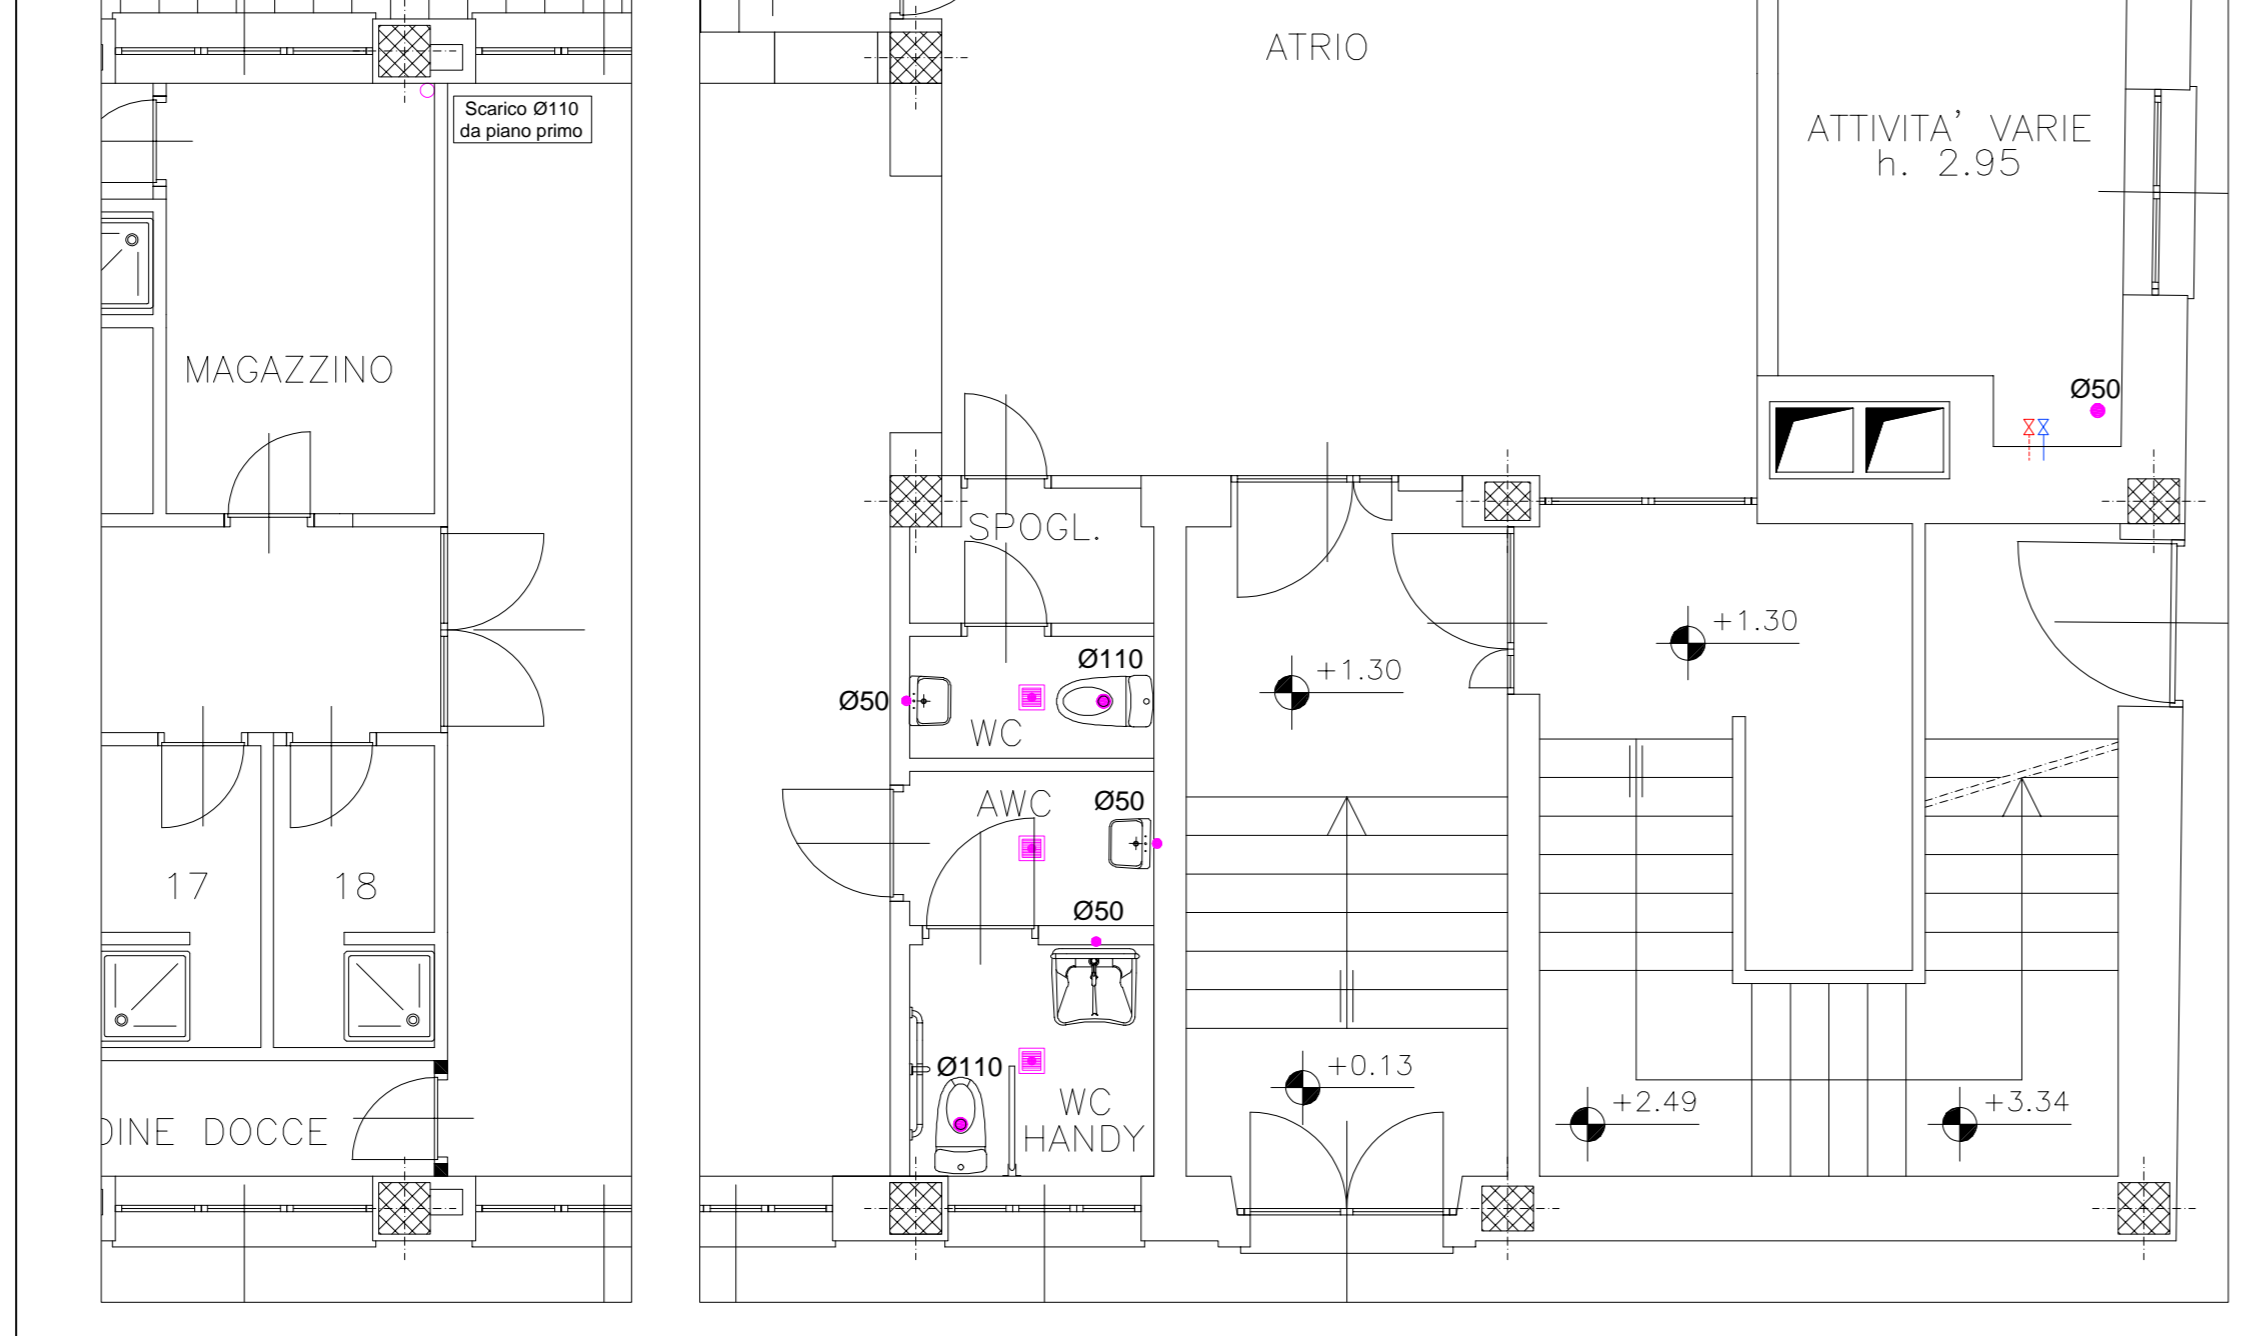 ATRIO
Scarico Ø110
da piano primo
ATTIVITA' VARIE
h. 2.95
MAGAZZINO
Ø50
SPOGL.
+1.30
Ø110
+1.30
Ø50
WC
AWC
Ø50
17
18
Ø50
Ø110
+0.13
WC
HANDY
+2.49
+3.34
DINE DOCCE